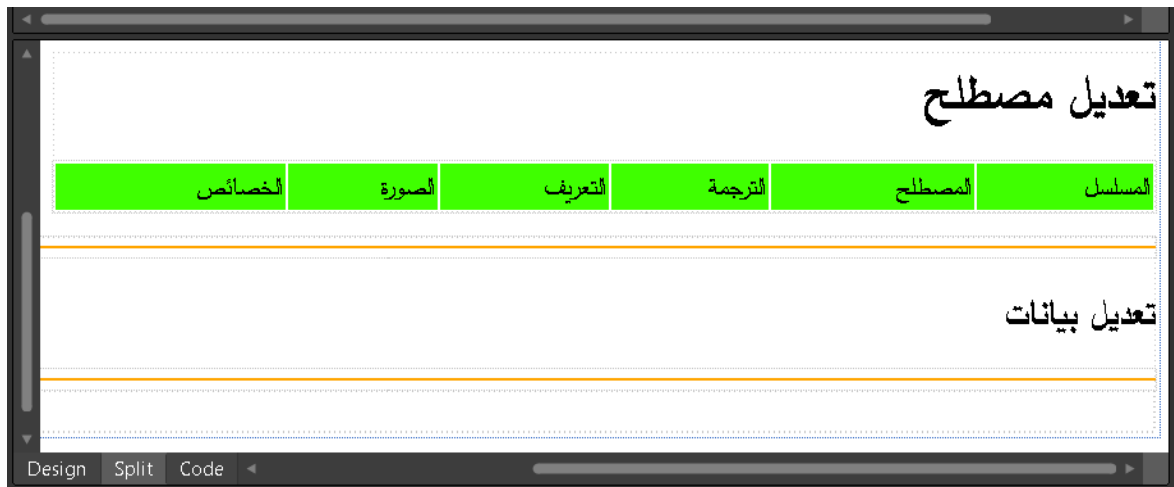 تعديل مصطلح
المسلسل المصطلح الترجمة التعريف الصورة الخصائص
تعديل بيانات
Design Split Code